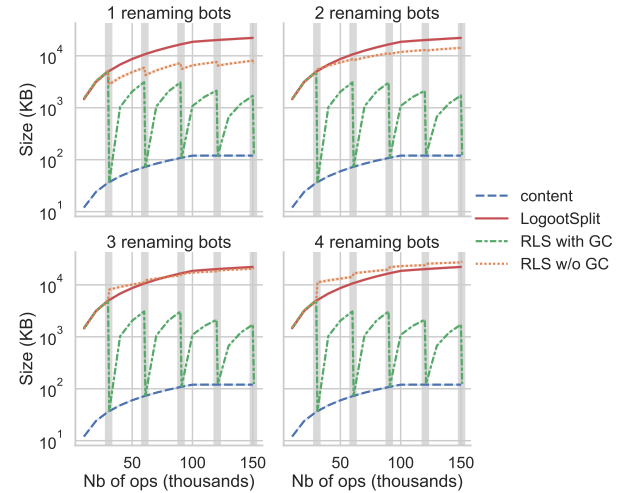 1 renaming bots
2 renaming bots
10^4
10^3
10^2
10^1
Size (KB)
content
LogootSplit
RLS with GC
RLS w/o GC
3 renaming bots
4 renaming bots
10^4
10^3
10^2
10^1
Size (KB)
50 100 150
50 100 150
Nb of ops (thousands)
Nb of ops (thousands)